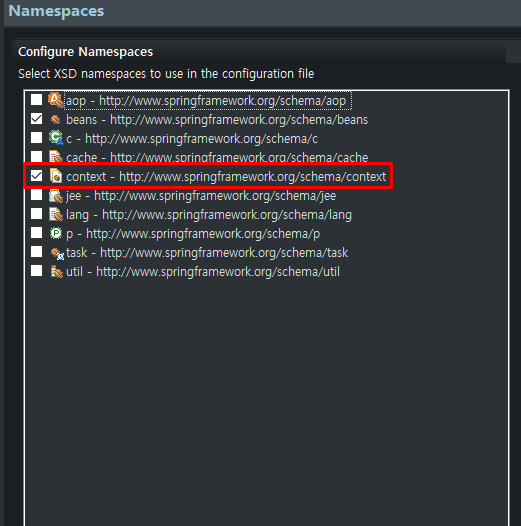 Namespaces
Configure Namespaces
Select XSD namespaces to use in the configuration file
aop - http://www.springframework.org/schema/aop
beans - http://www.springframework.org/schema/beans
c - http://www.springframework.org/schema/c
cache - http://www.springframework.org/schema/cache
context - http://www.springframework.org/schema/context
jee - http://www.springframework.org/schema/jee
lang - http://www.springframework.org/schema/lang
p - http://www.springframework.org/schema/p
task - http://www.springframework.org/schema/task
util - http://www.springframework.org/schema/util